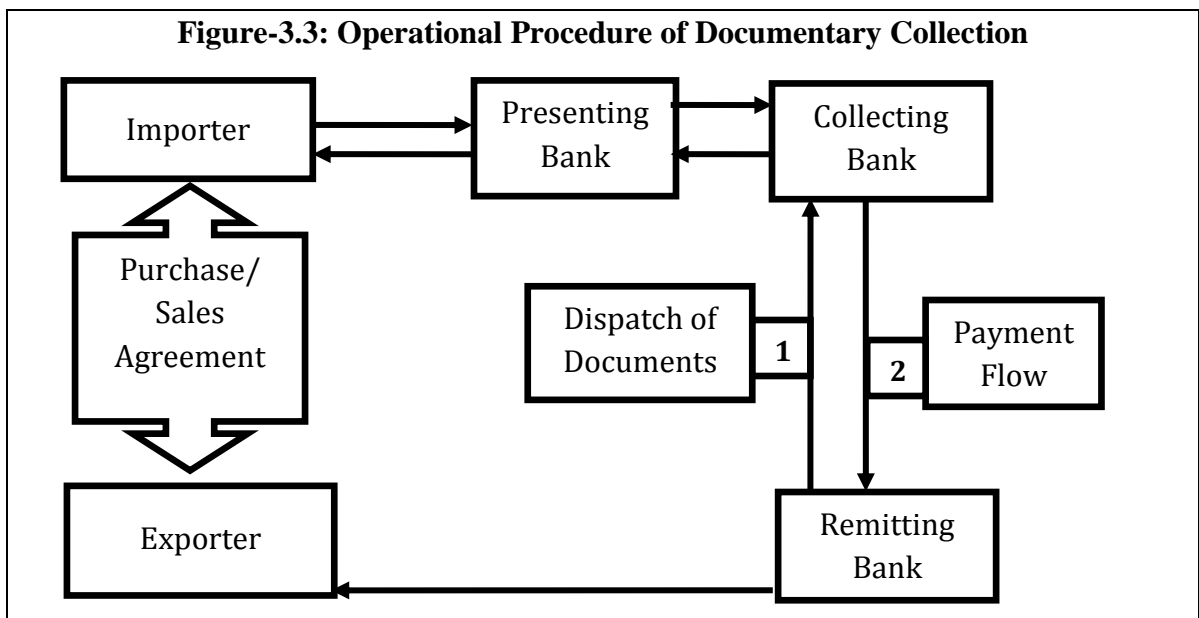 Figure-3.3: Operational Procedure of Documentary Collection
Importer
Presenting
Bank
Collecting
Bank
Purchase/
Sales
Agreement
Dispatch of
Documents
1
2
Payment
Flow
Exporter
Remitting
Bank